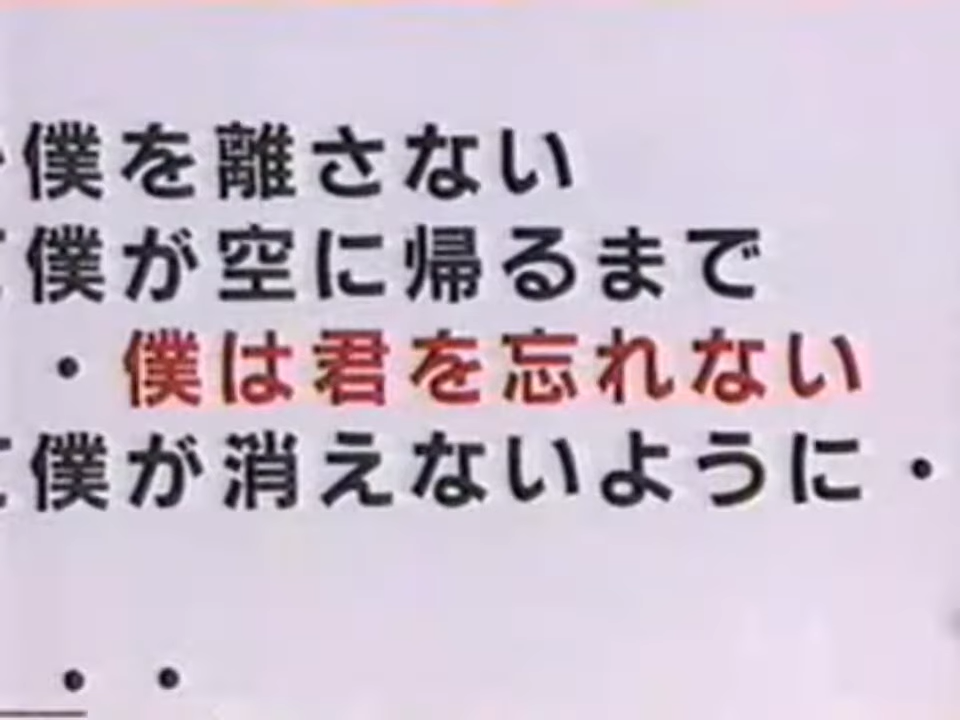 僕を離さない
僕が空に帰るまで
・僕は君を忘れない
僕が消えないように・
・・